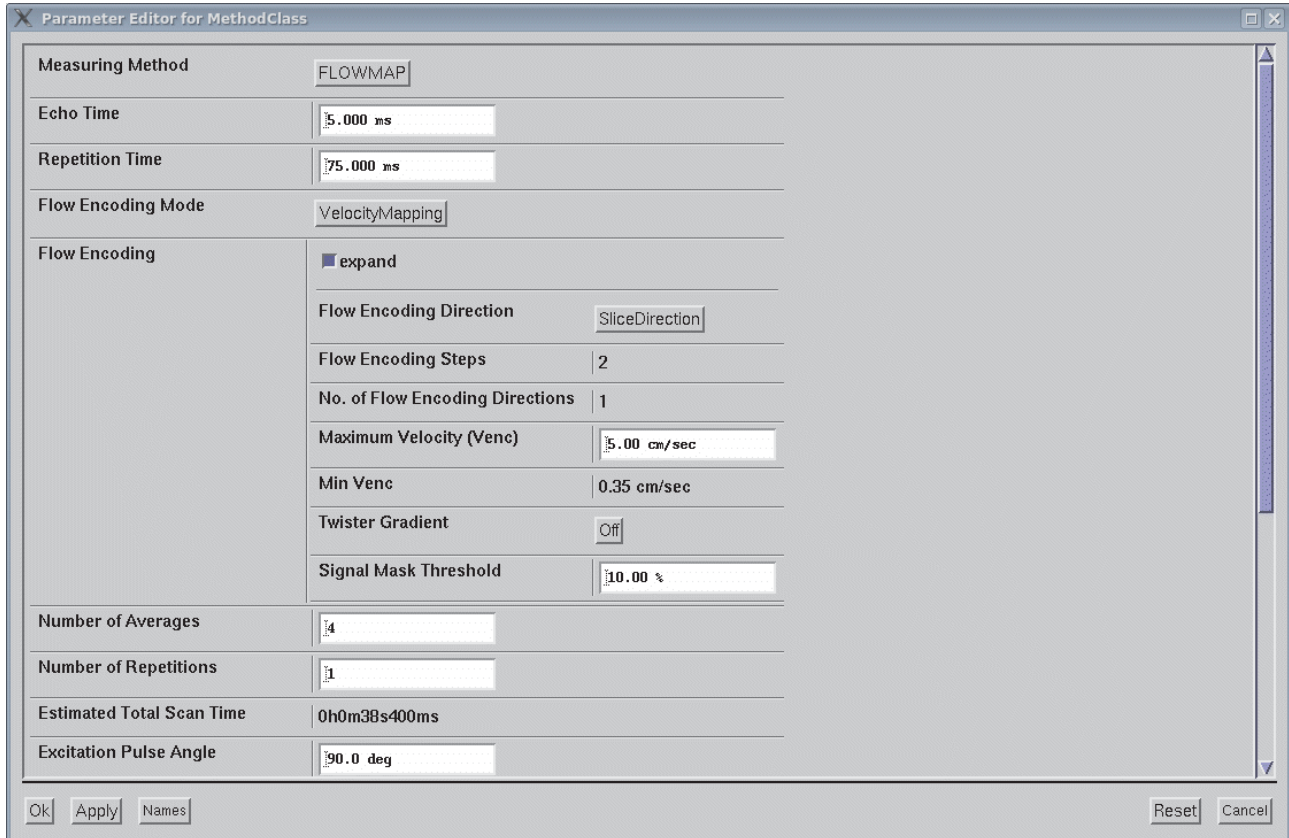 Parameter Editor for MethodClass
Measuring Method FLOWMAP
Echo Time 5.000 ms
Repetition Time 75.000 ms
Flow Encoding Mode VelocityMapping
Flow Encoding expand
Flow Encoding Direction SliceDirection
Flow Encoding Steps 2
No. of Flow Encoding Directions 1
Maximum Velocity (Venc) 5.00 cm/sec
Min Venc 0.35 cm/sec
Twister Gradient Off
Signal Mask Threshold 10.00 %
Number of Averages 4
Number of Repetitions 1
Estimated Total Scan Time 0h0m38s400ms
Excitation Pulse Angle 90.0 deg
Ok Apply Names Reset Cancel